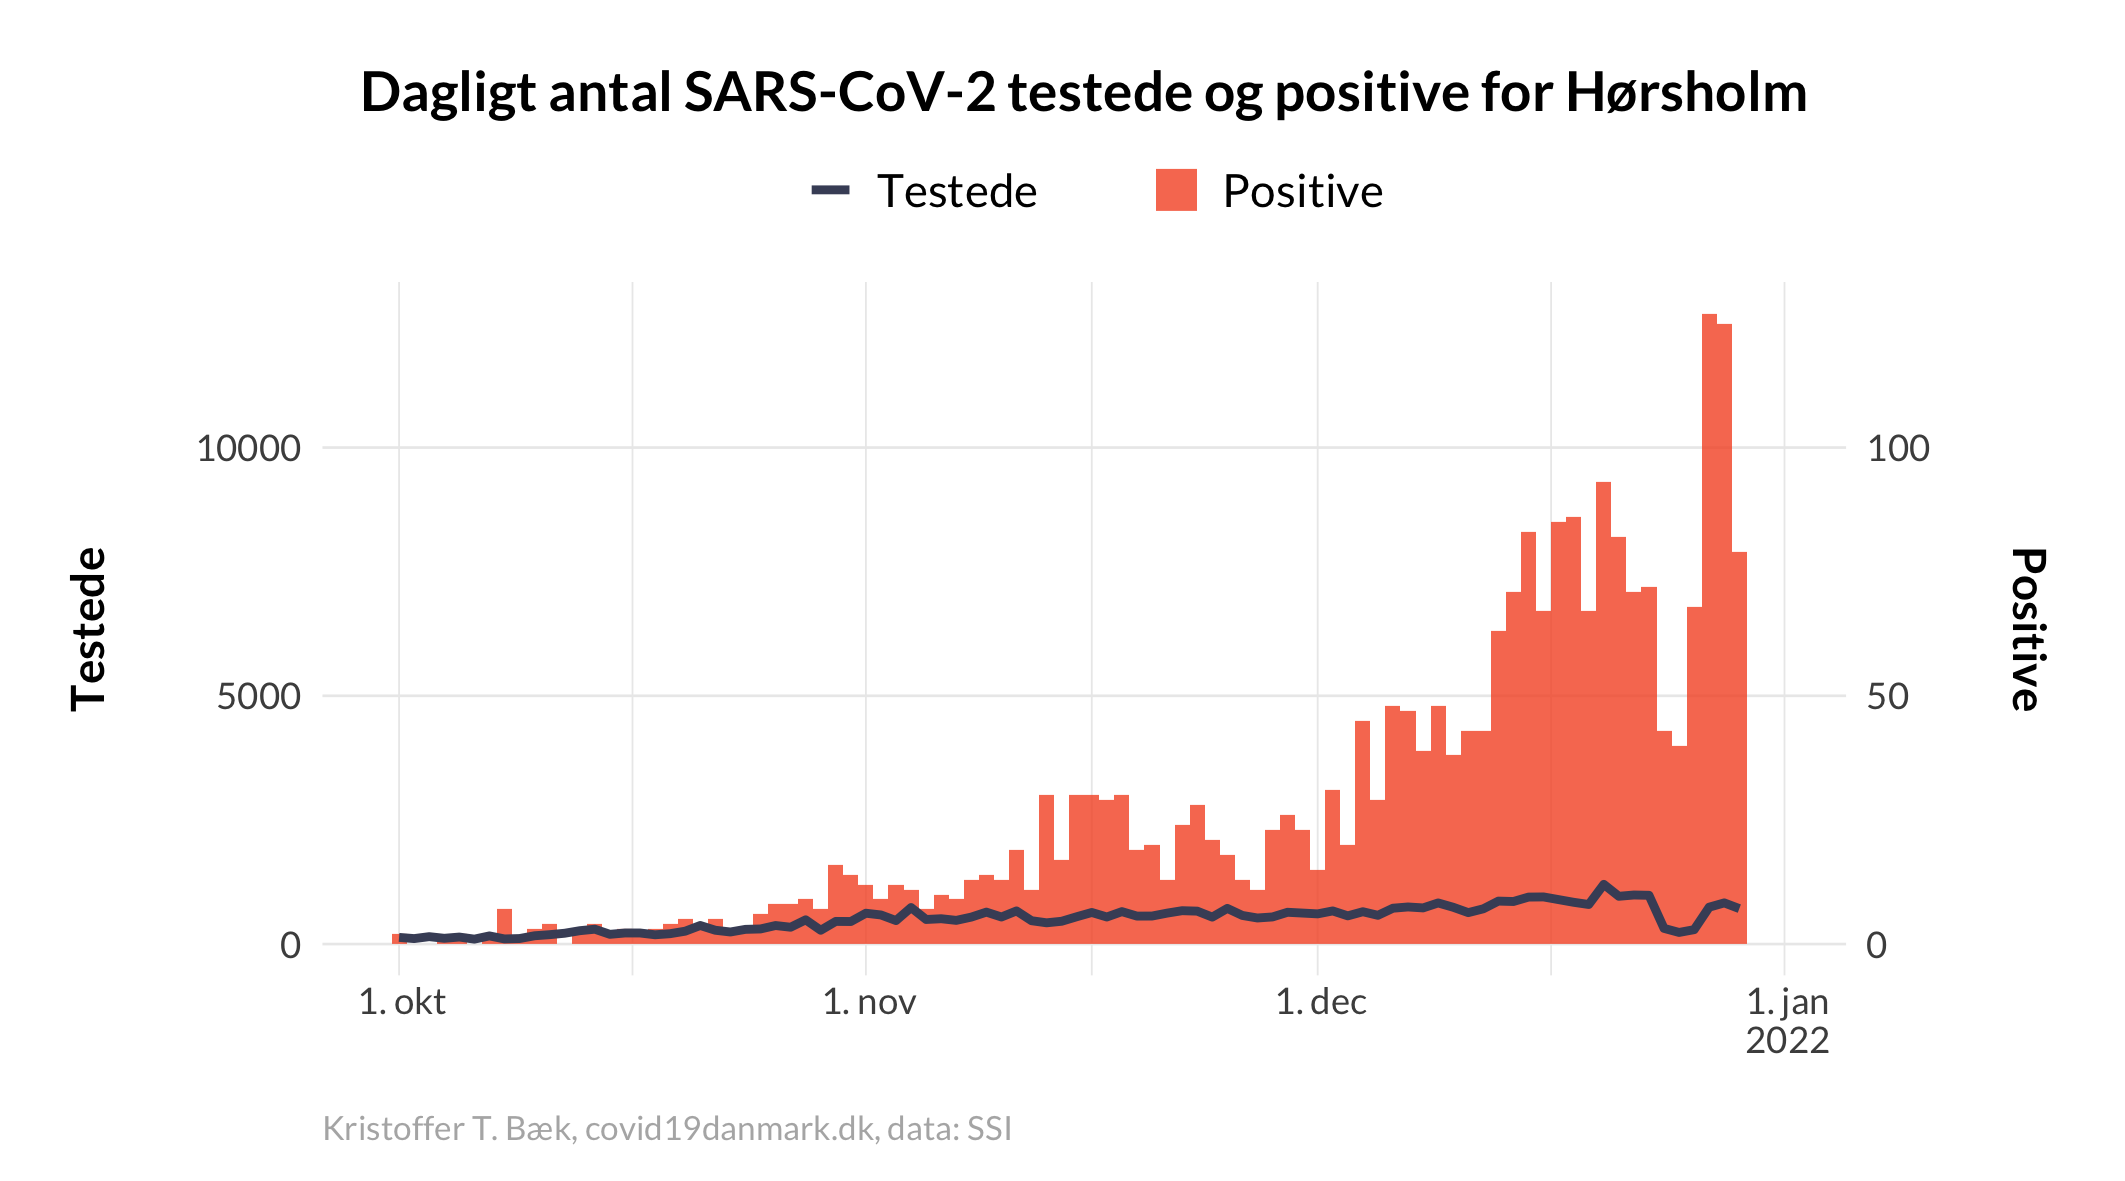 Dagligt antal SARS-CoV-2 testede og positive for Hørsholm
Testede
Positive
10000
5000
0
100
50
0
Testede
Positive
1. okt
1. nov
1. dec
1. jan
2022
Kristoffer T. Bæk, covid19danmark.dk, data: SSI